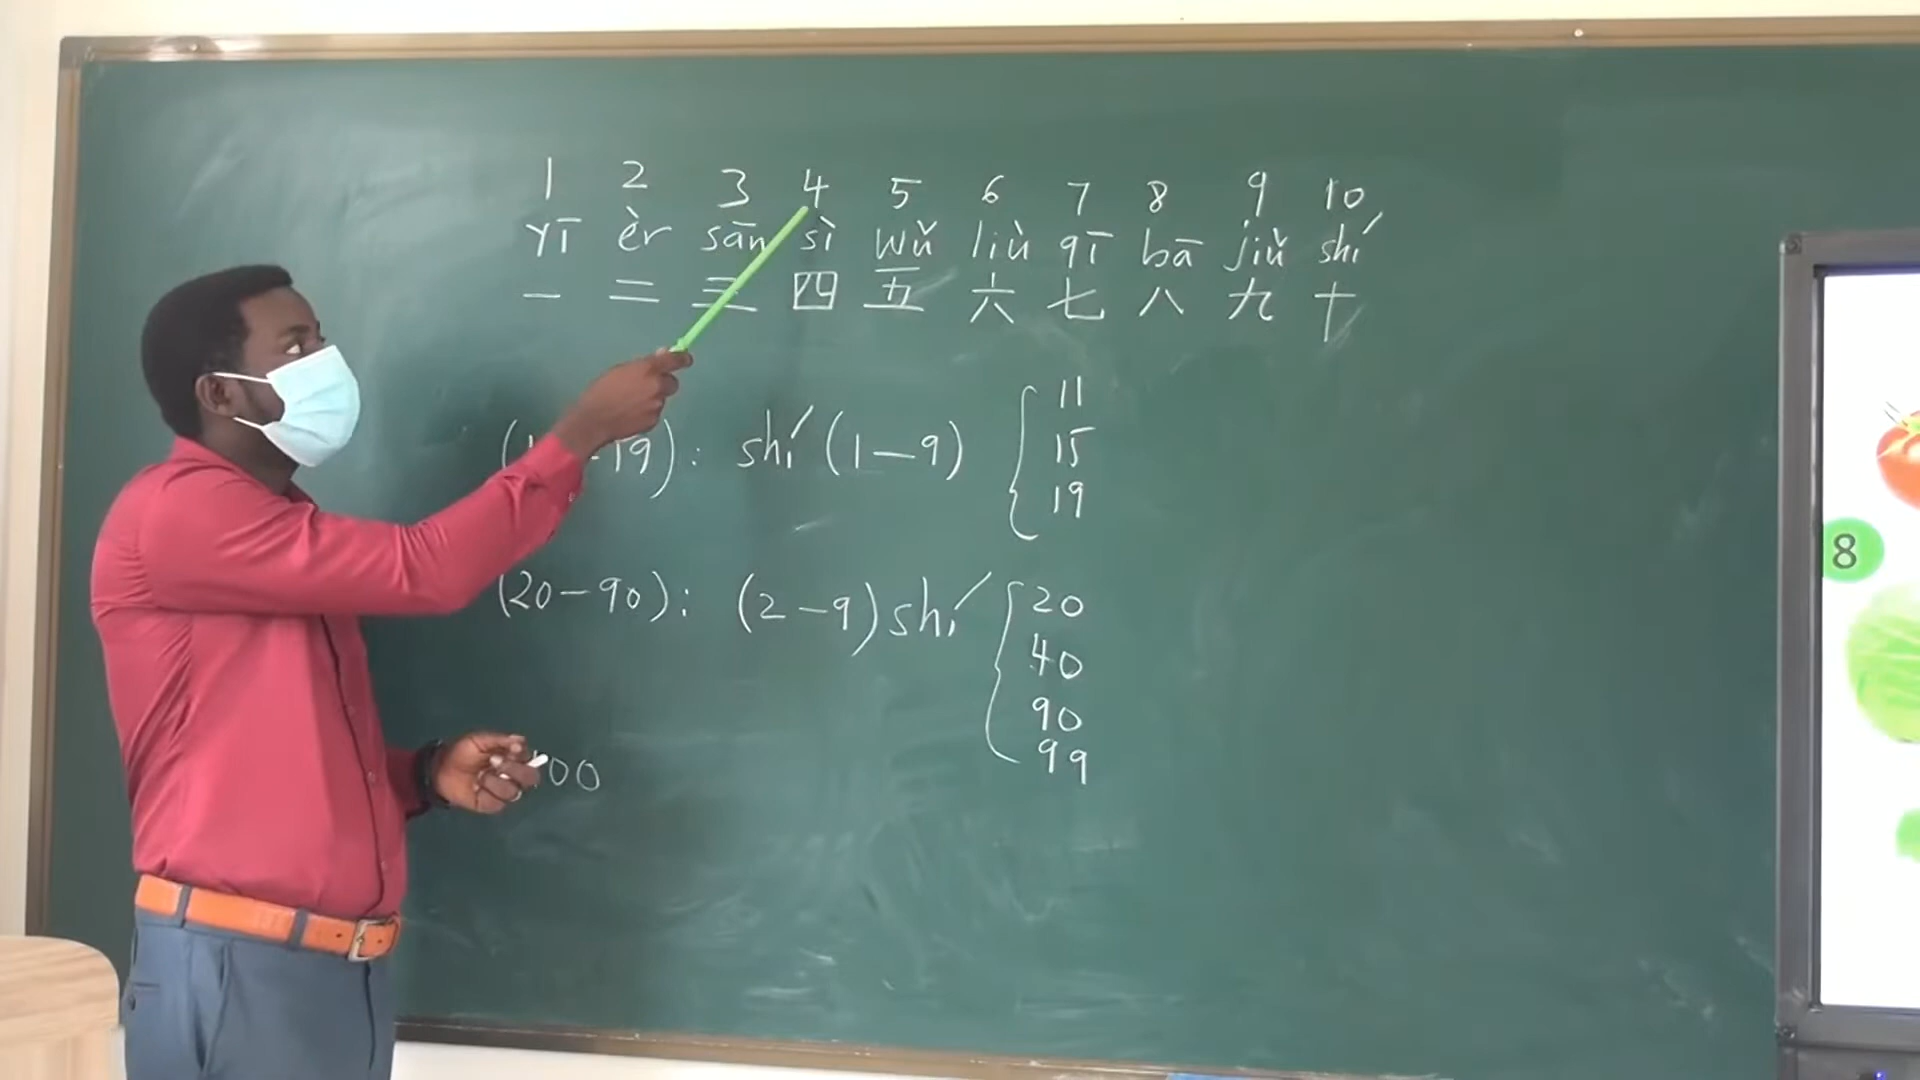 1 2 3 4 5 6 7 8 9 10
yī èr sān sì wǔ liù qī bā jiǔ shí
一 二 三 四 五 六 七 八 九 十
19): shí (1—9)
11
15
19
(20—90): (2—9) shí
20
40
90
99
100
8